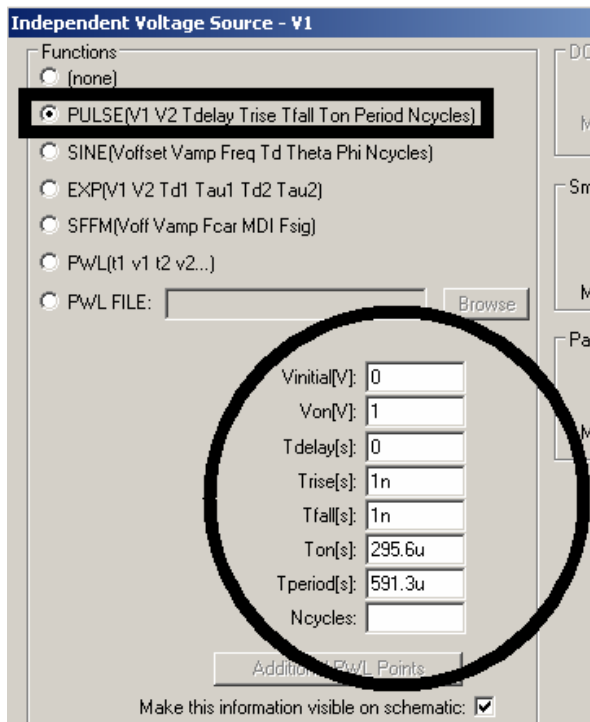 Independent Voltage Source - V1
Functions
(none)
PULSE(V1 V2 Tdelay Trise Tfall Ton Period Ncycles)
SINE(Voffset Vamp Freq Td Theta Phi Ncycles)
EXP(V1 V2 Td1 Tau1 Td2 Tau2)
SFFM(Voff Vamp Fcar MDI Fsig)
PWL(t1 v1 t2 v2...)
PWL FILE: Browse
Vinitial[V]: 0
Von[V]: 1
Tdelay[s]: 0
Trise[s]: 1n
Tfall[s]: 1n
Ton[s]: 295.6u
Tperiod[s]: 591.3u
Ncycles:
Additional PWL Points
Make this information visible on schematic: